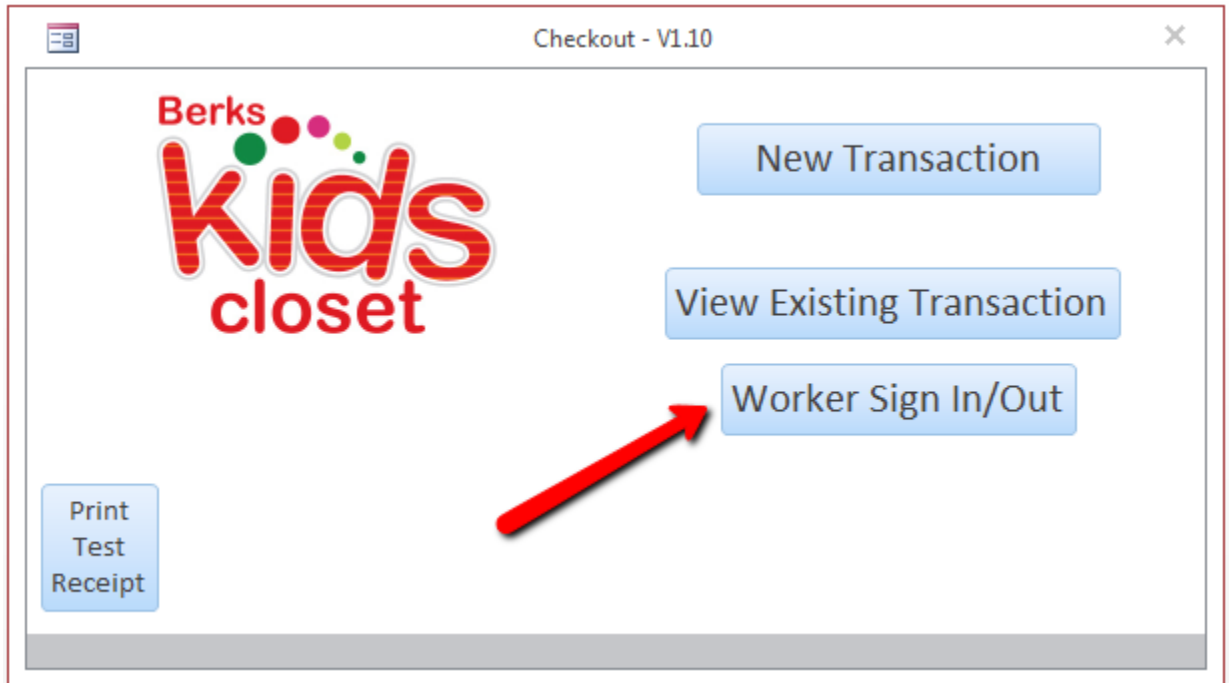 Checkout - V1.10
Berks
kids
closet
New Transaction
View Existing Transaction
Worker Sign In/Out
Print
Test
Receipt